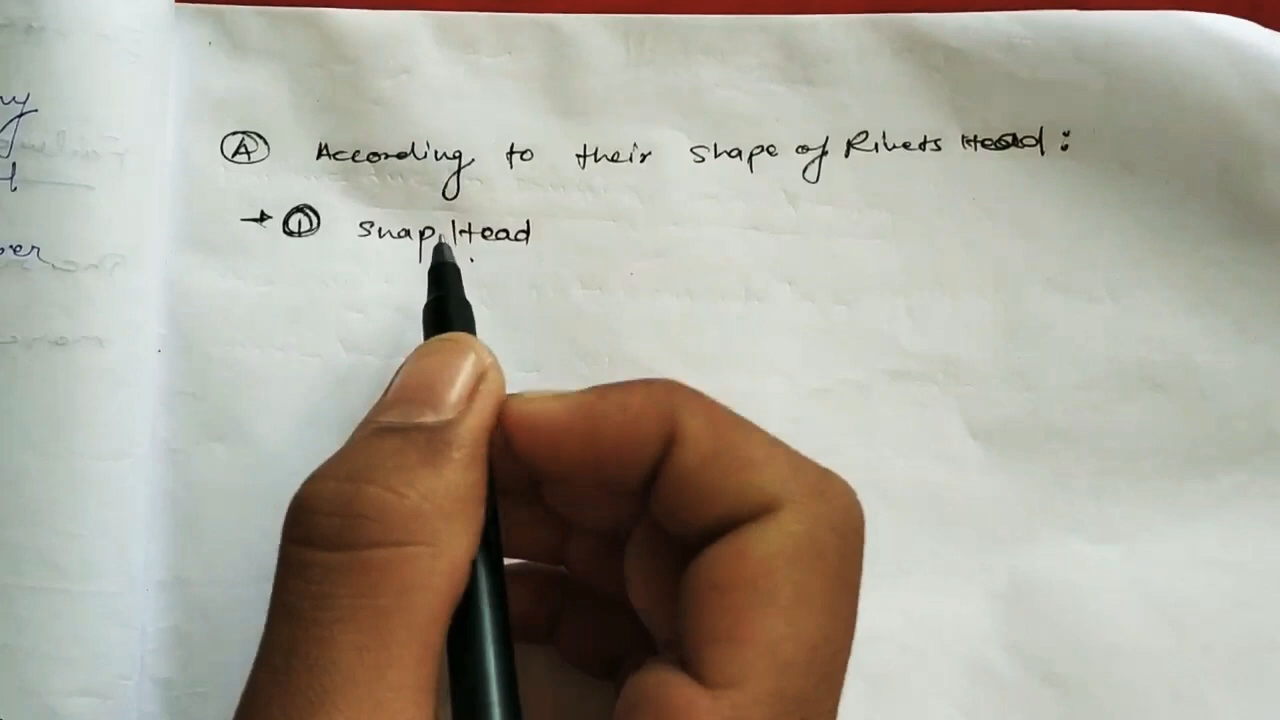 Ⓐ According to their shape of Rivets Head :
→ ① Snap Head